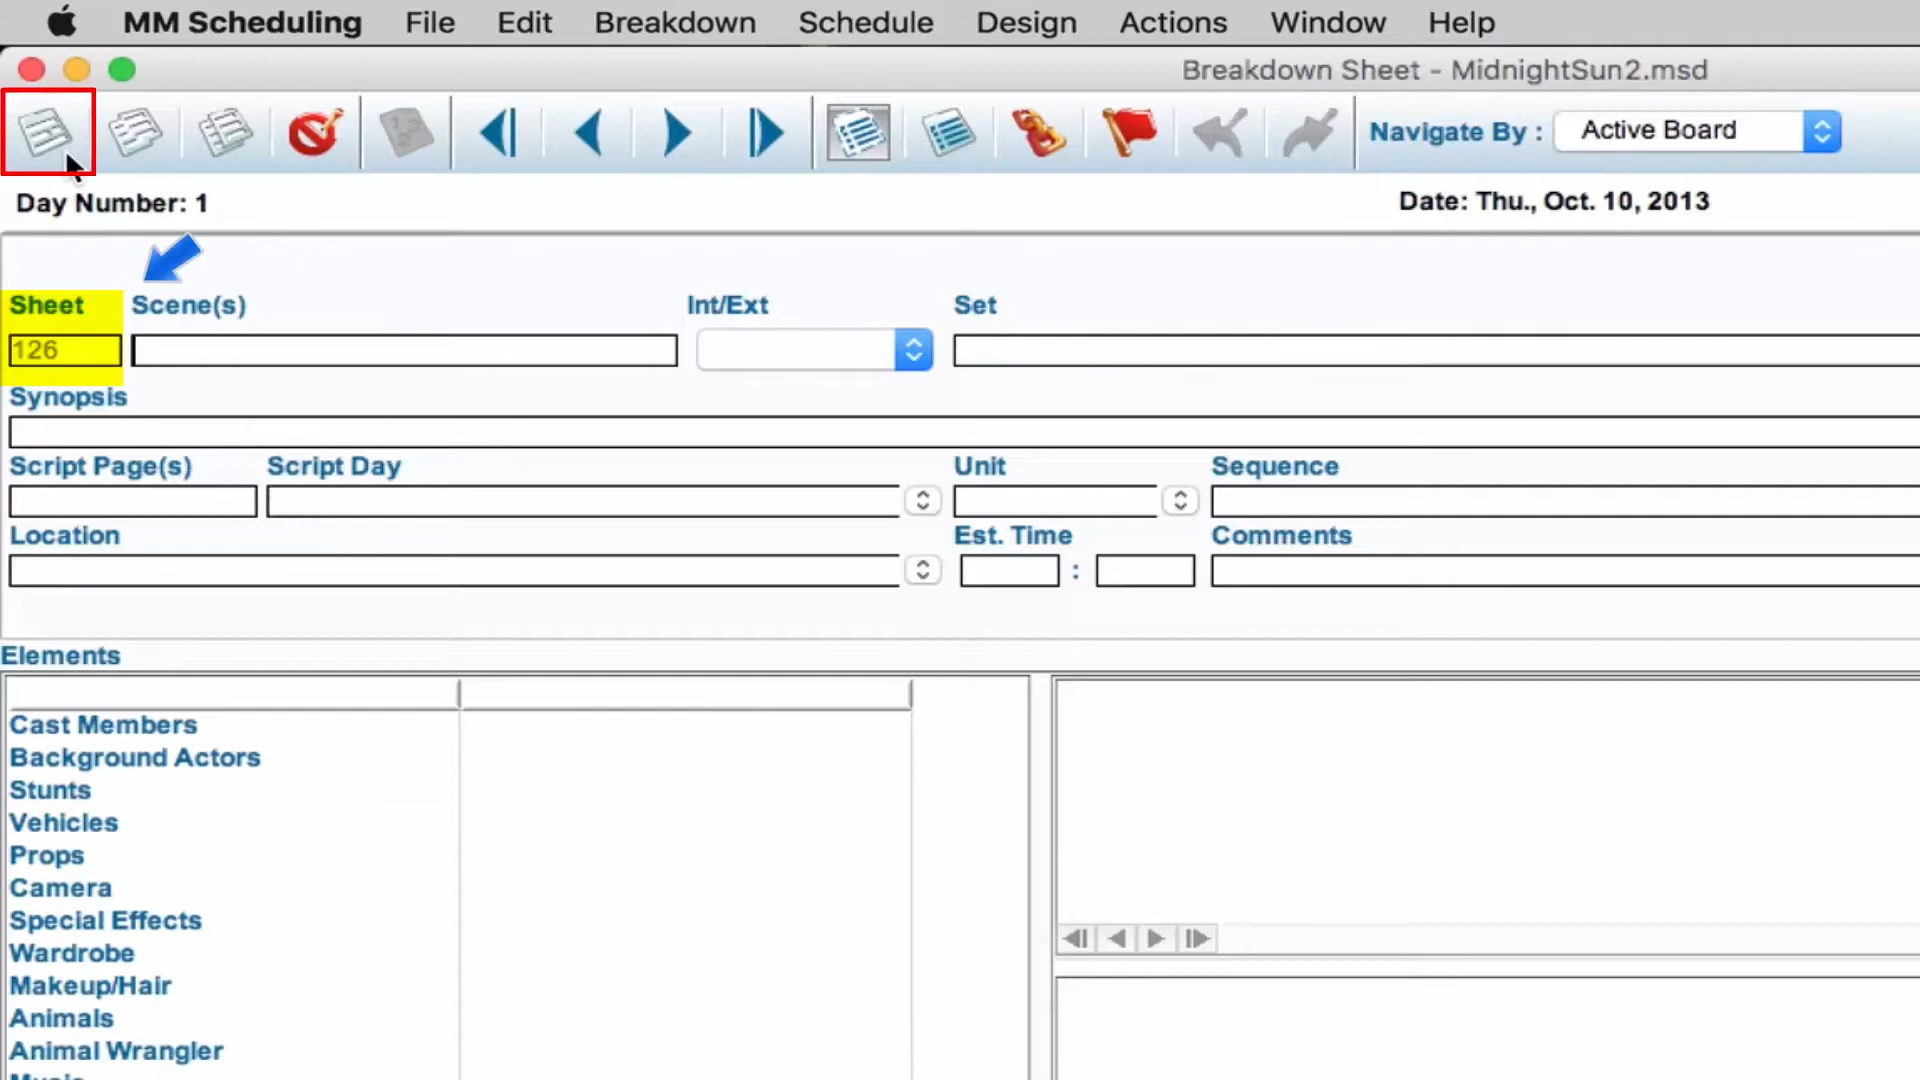 MM Scheduling File Edit Breakdown Schedule Design Actions Window Help
Breakdown Sheet - MidnightSun2.msd
Navigate By : Active Board
Day Number: 1 Date: Thu., Oct. 10, 2013
Sheet Scene(s) Int/Ext Set
126
Synopsis
Script Page(s) Script Day Unit Sequence
Location Est. Time Comments
:
Elements
Cast Members
Background Actors
Stunts
Vehicles
Props
Camera
Special Effects
Wardrobe
Makeup/Hair
Animals
Animal Wrangler